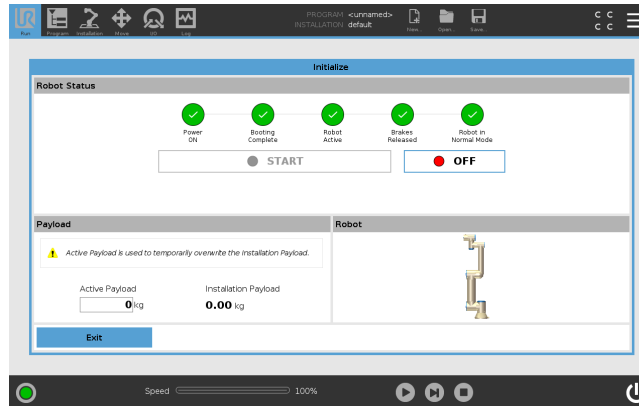 UR
PROGRAM <unnamed>
INSTALLATION default
Run
Program
Installation
Move
I/O
Log
New...
Open...
Save...
C C
C C
Initialize
Robot Status
Power
ON
Booting
Complete
Robot
Active
Brakes
Released
Robot in
Normal Mode
START
OFF
Payload
Robot
Active Payload is used to temporarily overwrite the Installation Payload.
Active Payload
Installation Payload
0 kg
0.00 kg
Exit
Speed
100%